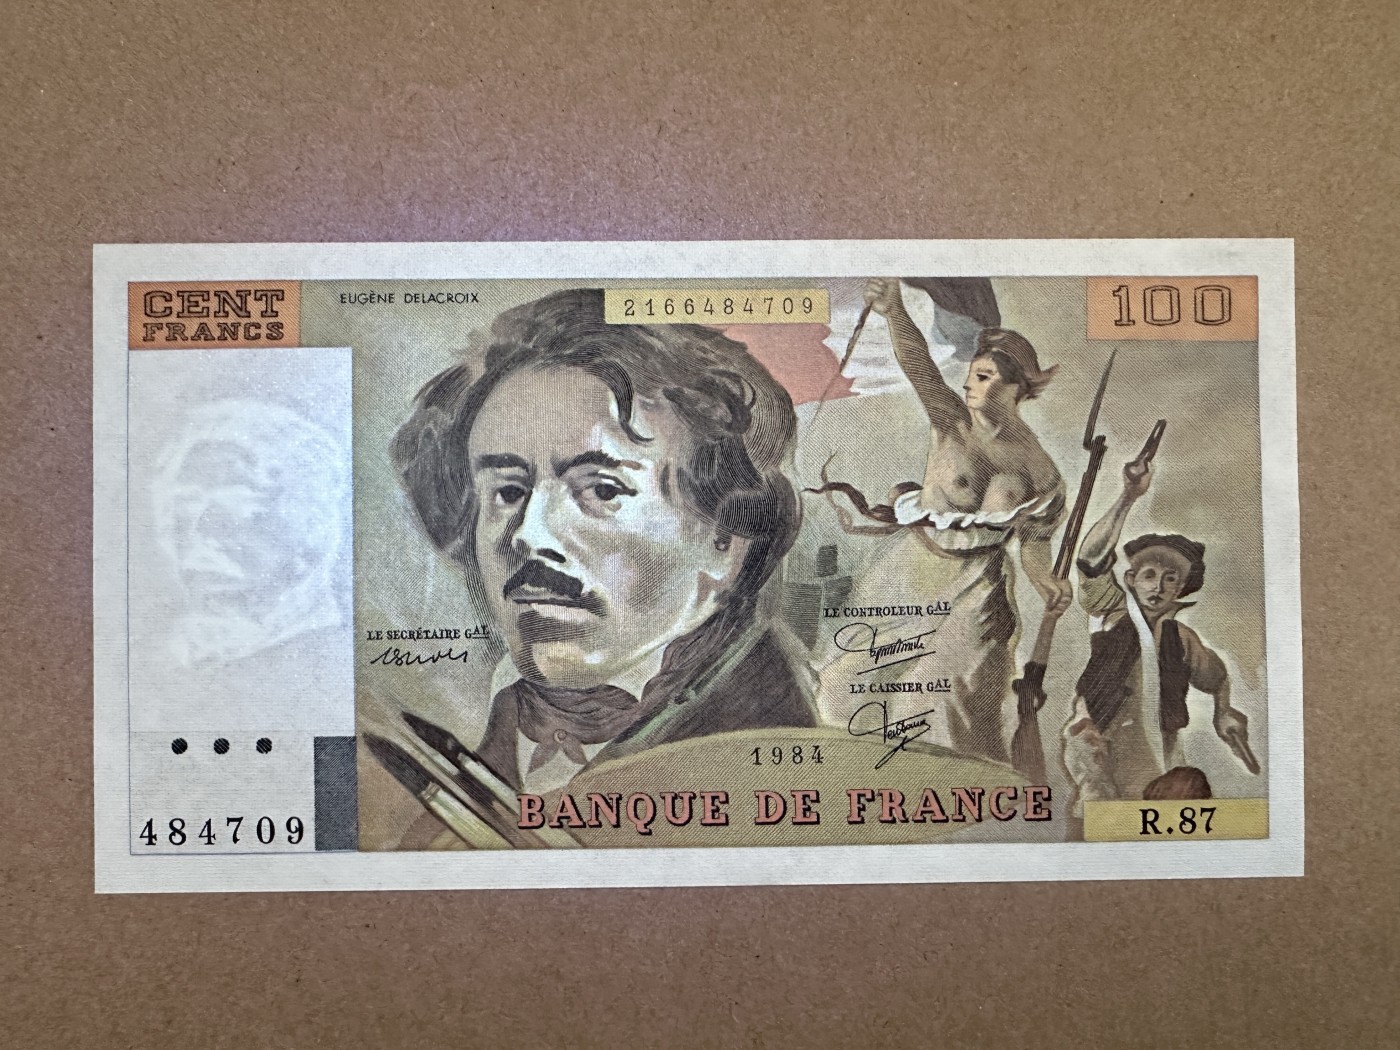 CENT
FRANCS
EUGÈNE DELACROIX
2166484709
100
LE SECRÉTAIRE GAL
LE CONTROLEUR GAL
LE CAISSIER GAL
1984
BANQUE DE FRANCE
484709
R.87